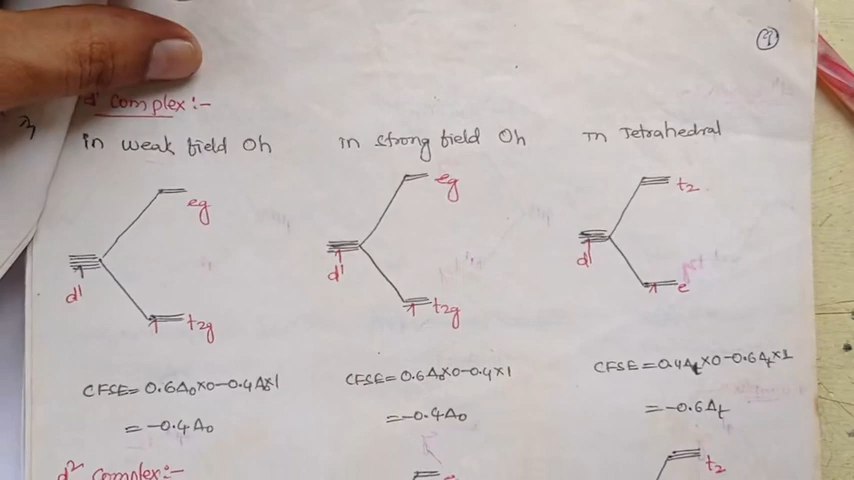 9
d¹ complex:-
in weak field Oh
in strong field Oh
In Tetrahedral
eg
d¹
t2g
eg
d¹
t2g
t2
d¹
e
CFSE = 0.6Δ₀×0-0.4Δ₀×1
= -0.4Δ₀
CFSE = 0.6Δ₀×0-0.4×1
= -0.4Δ₀
CFSE = 0.4Δt×0-0.6Δt×1
= -0.6Δt
d² complex:-
t2